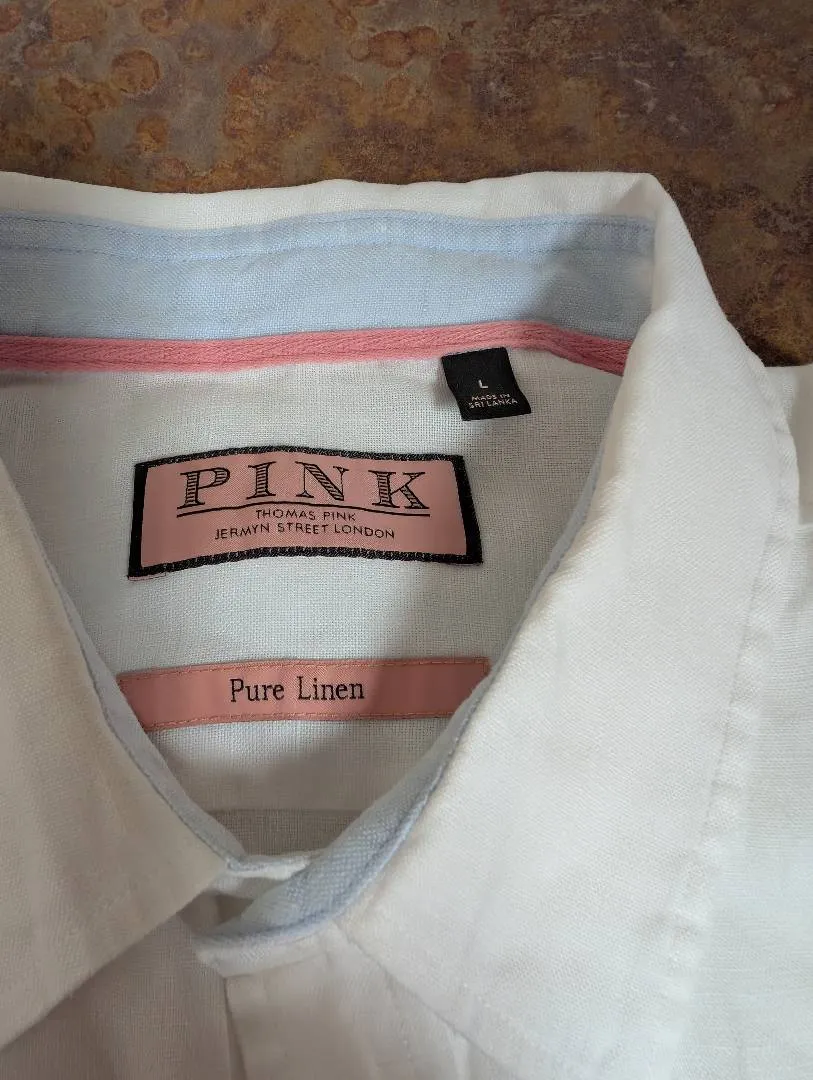 L
MADE IN
SRI LANKA
PINK
THOMAS PINK
JERMYN STREET LONDON
Pure Linen